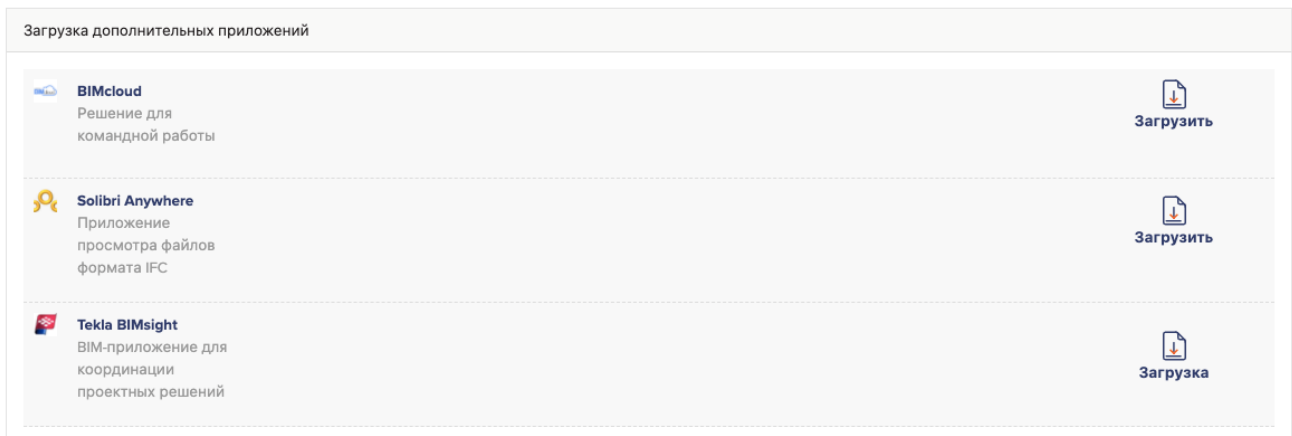 Загрузка дополнительных приложений
BIMcloud
Решение для
командной работы
Загрузить
Solibri Anywhere
Приложение
просмотра файлов
формата IFC
Загрузить
Tekla BIMsight
BIM-приложение для
координации
проектных решений
Загрузка